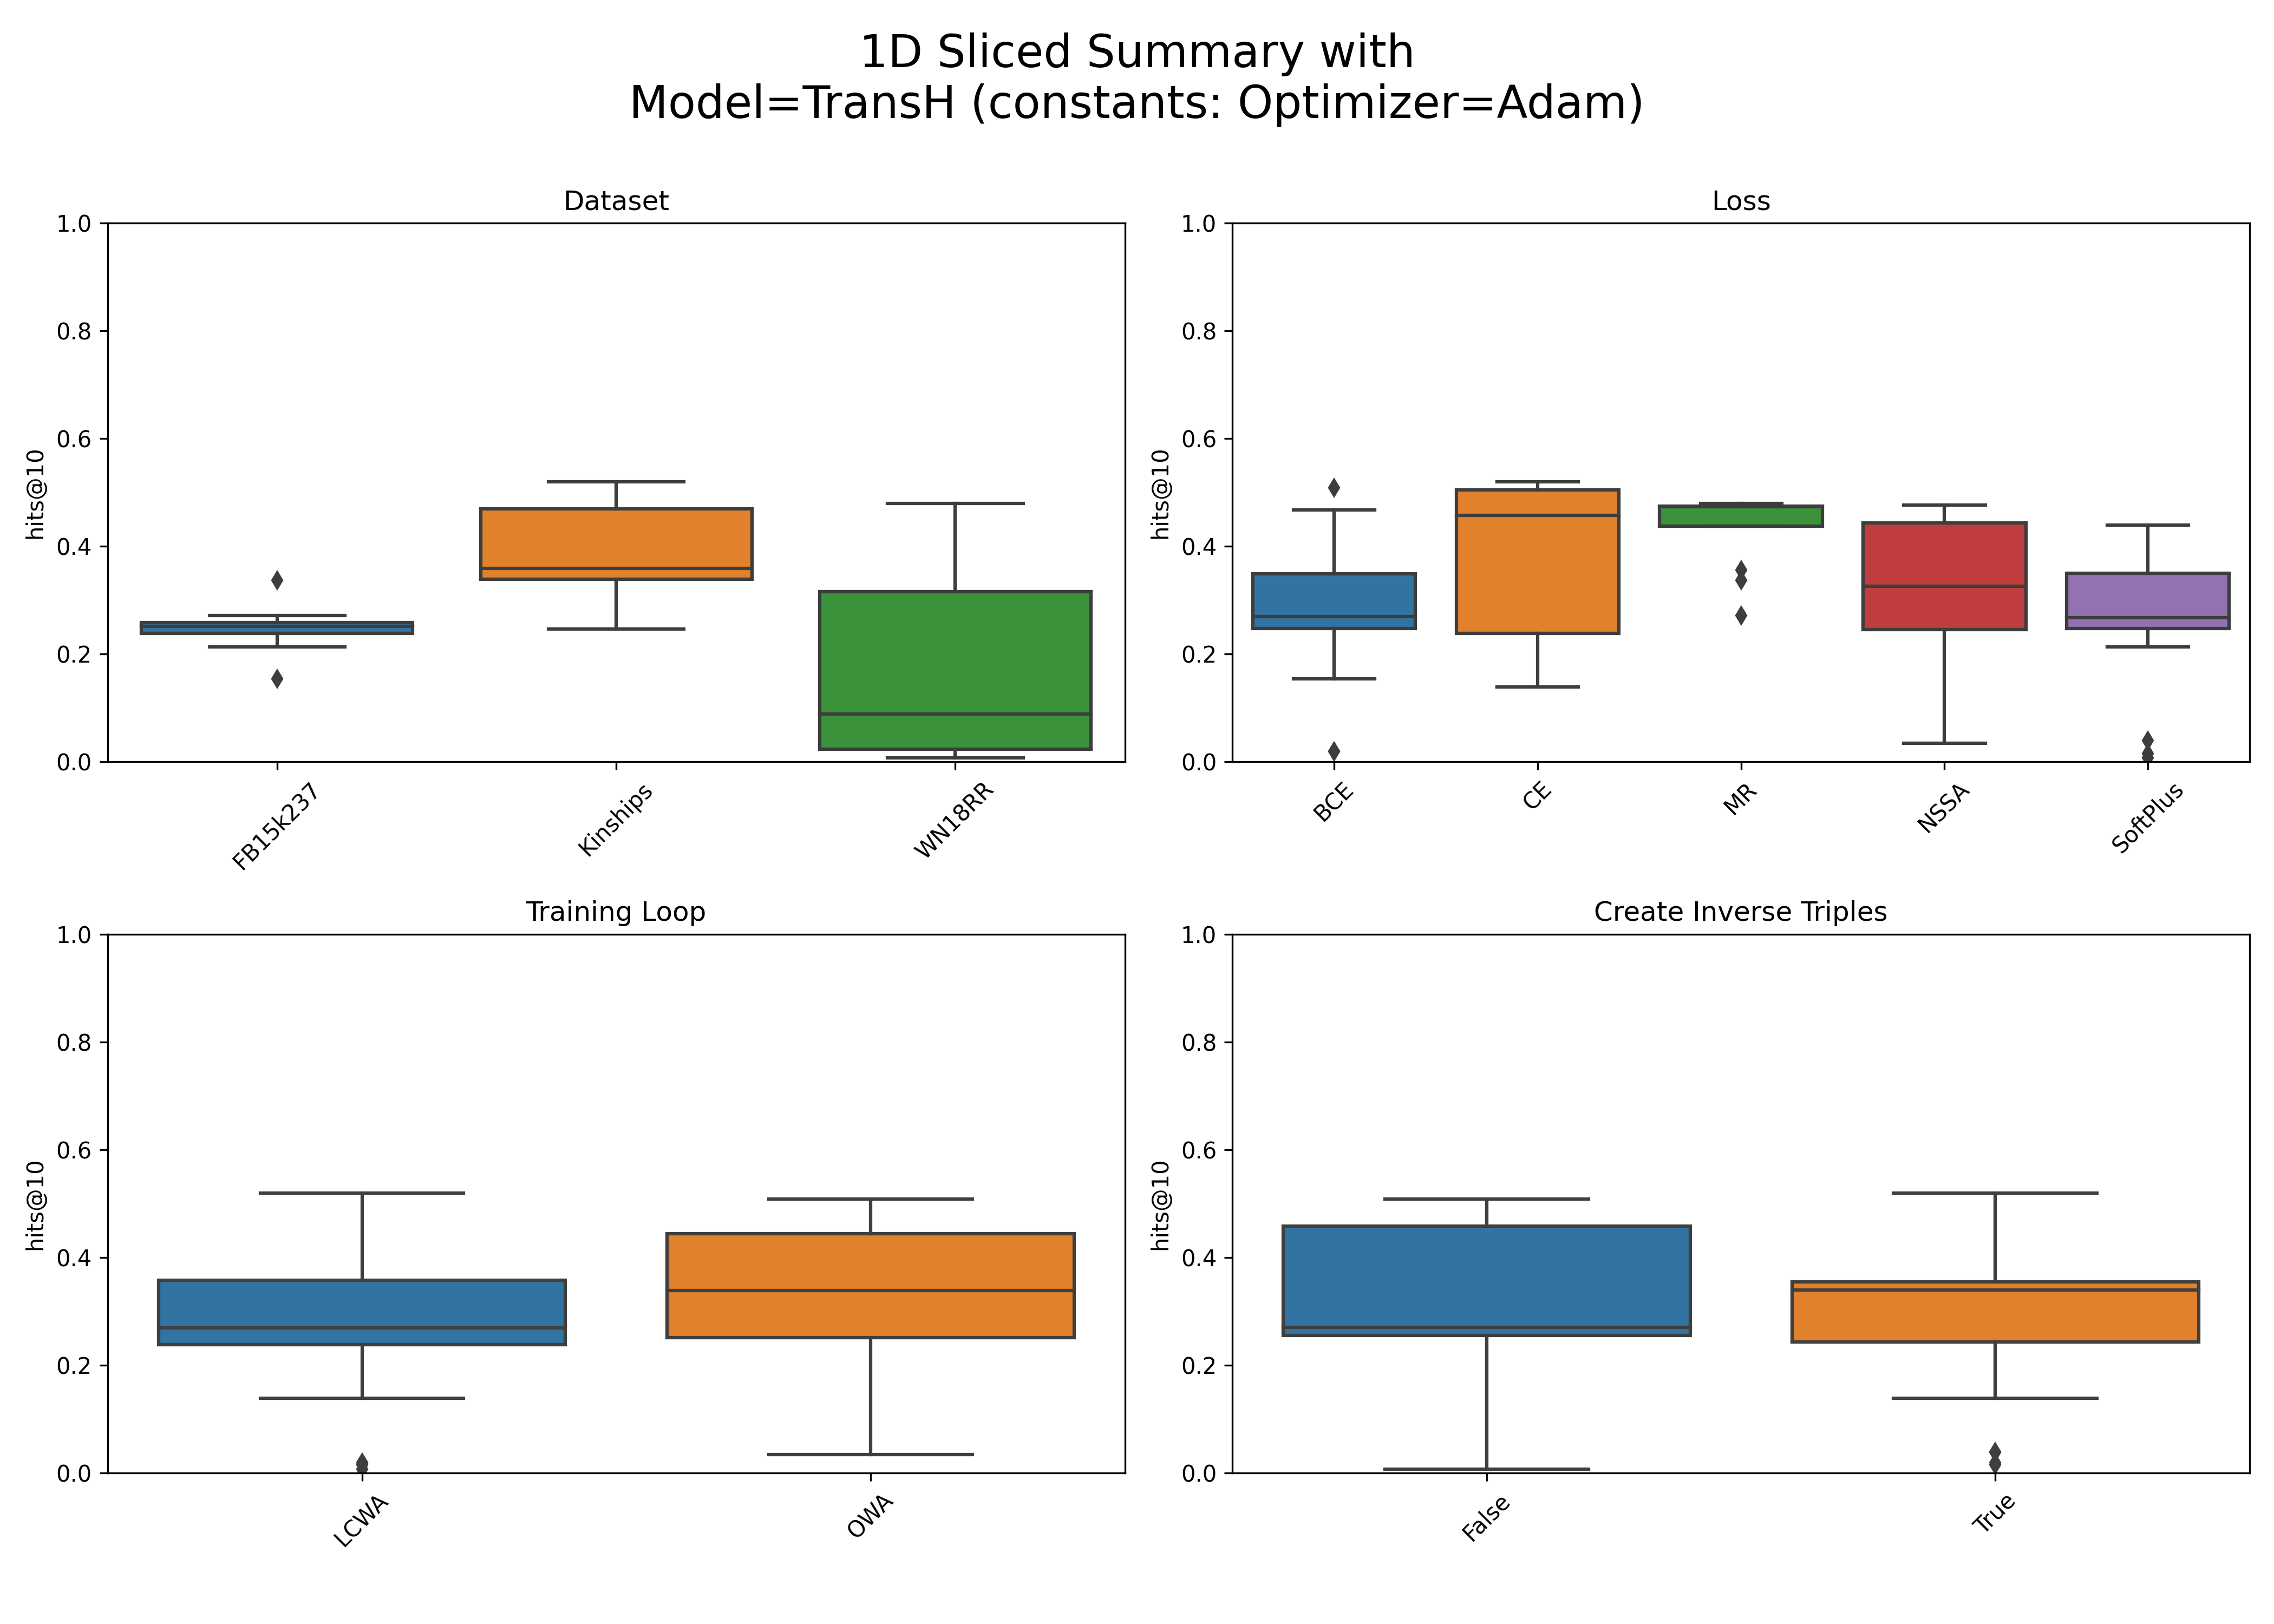 1D Sliced Summary with
Model=TransH (constants: Optimizer=Adam)
Dataset
1.0
0.8
0.6
0.4
0.2
0.0
hits@10
FB15k237
Kinships
WN18RR
Loss
1.0
0.8
0.6
0.4
0.2
0.0
hits@10
BCE
CE
MR
NSSA
SoftPlus
Training Loop
1.0
0.8
0.6
0.4
0.2
0.0
hits@10
LCWA
OWA
Create Inverse Triples
1.0
0.8
0.6
0.4
0.2
0.0
hits@10
False
True